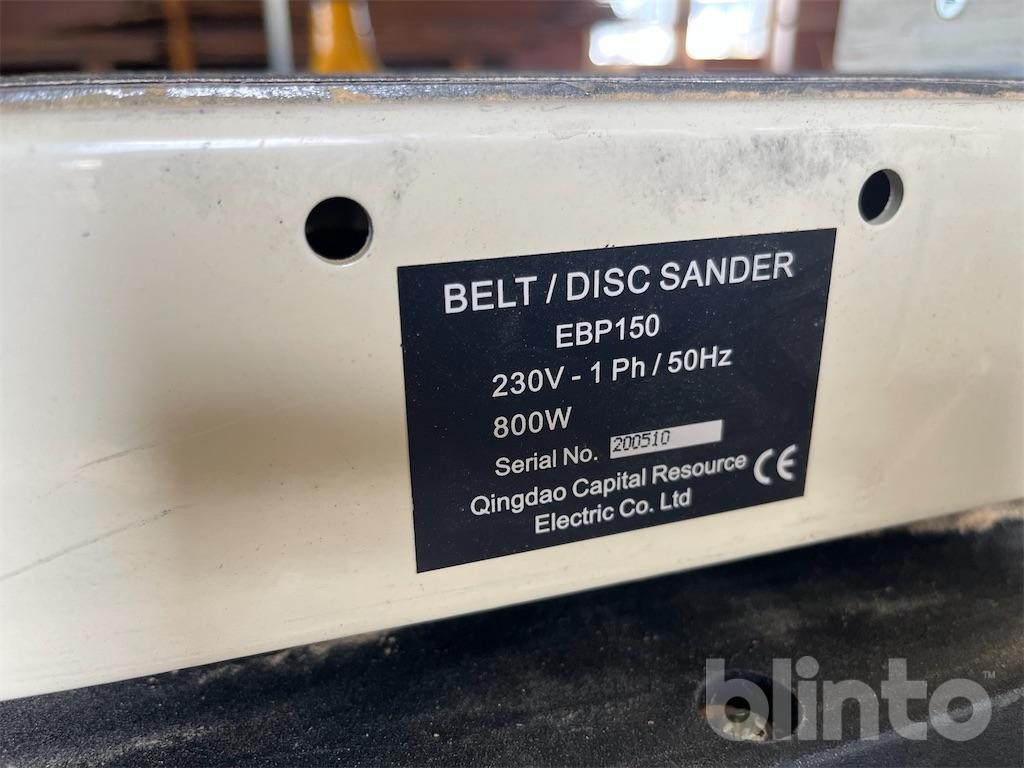 BELT / DISC SANDER
EBP150
230V - 1 Ph / 50Hz
800W
Serial No. 200510
Qingdao Capital Resource CE
Electric Co. Ltd
blinto™